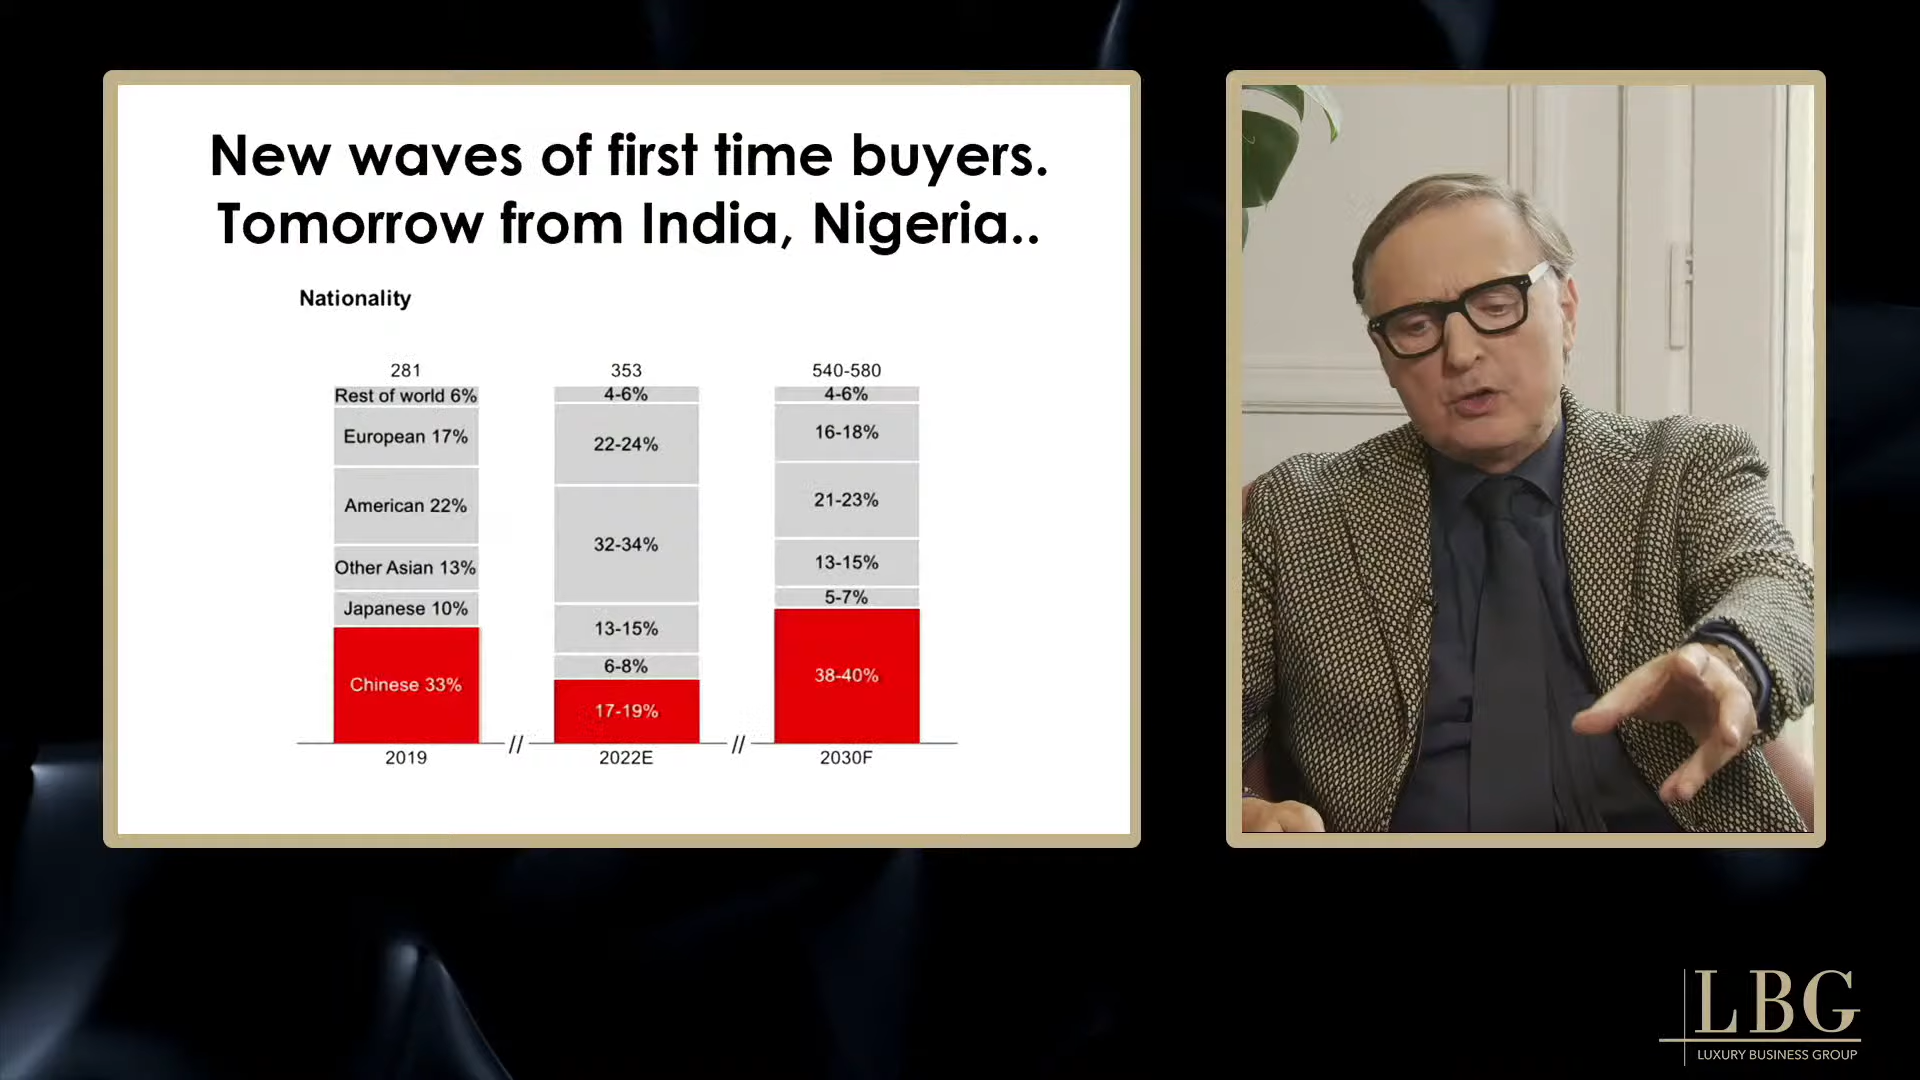 New waves of first time buyers.
Tomorrow from India, Nigeria..
Nationality
281
353
540-580
Rest of world 6%
4-6%
4-6%
European 17%
22-24%
16-18%
American 22%
32-34%
21-23%
Other Asian 13%
13-15%
13-15%
Japanese 10%
6-8%
5-7%
Chinese 33%
17-19%
38-40%
2019
//
2022E
//
2030F
LBG
LUXURY BUSINESS GROUP